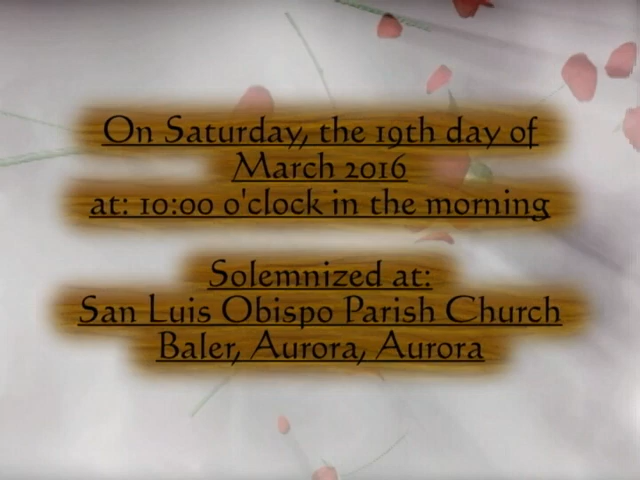 On Saturday, the 19th day of
March 2016
at: 10:00 o'clock in the morning
Solemnized at:
San Luis Obispo Parish Church
Baler, Aurora, Aurora